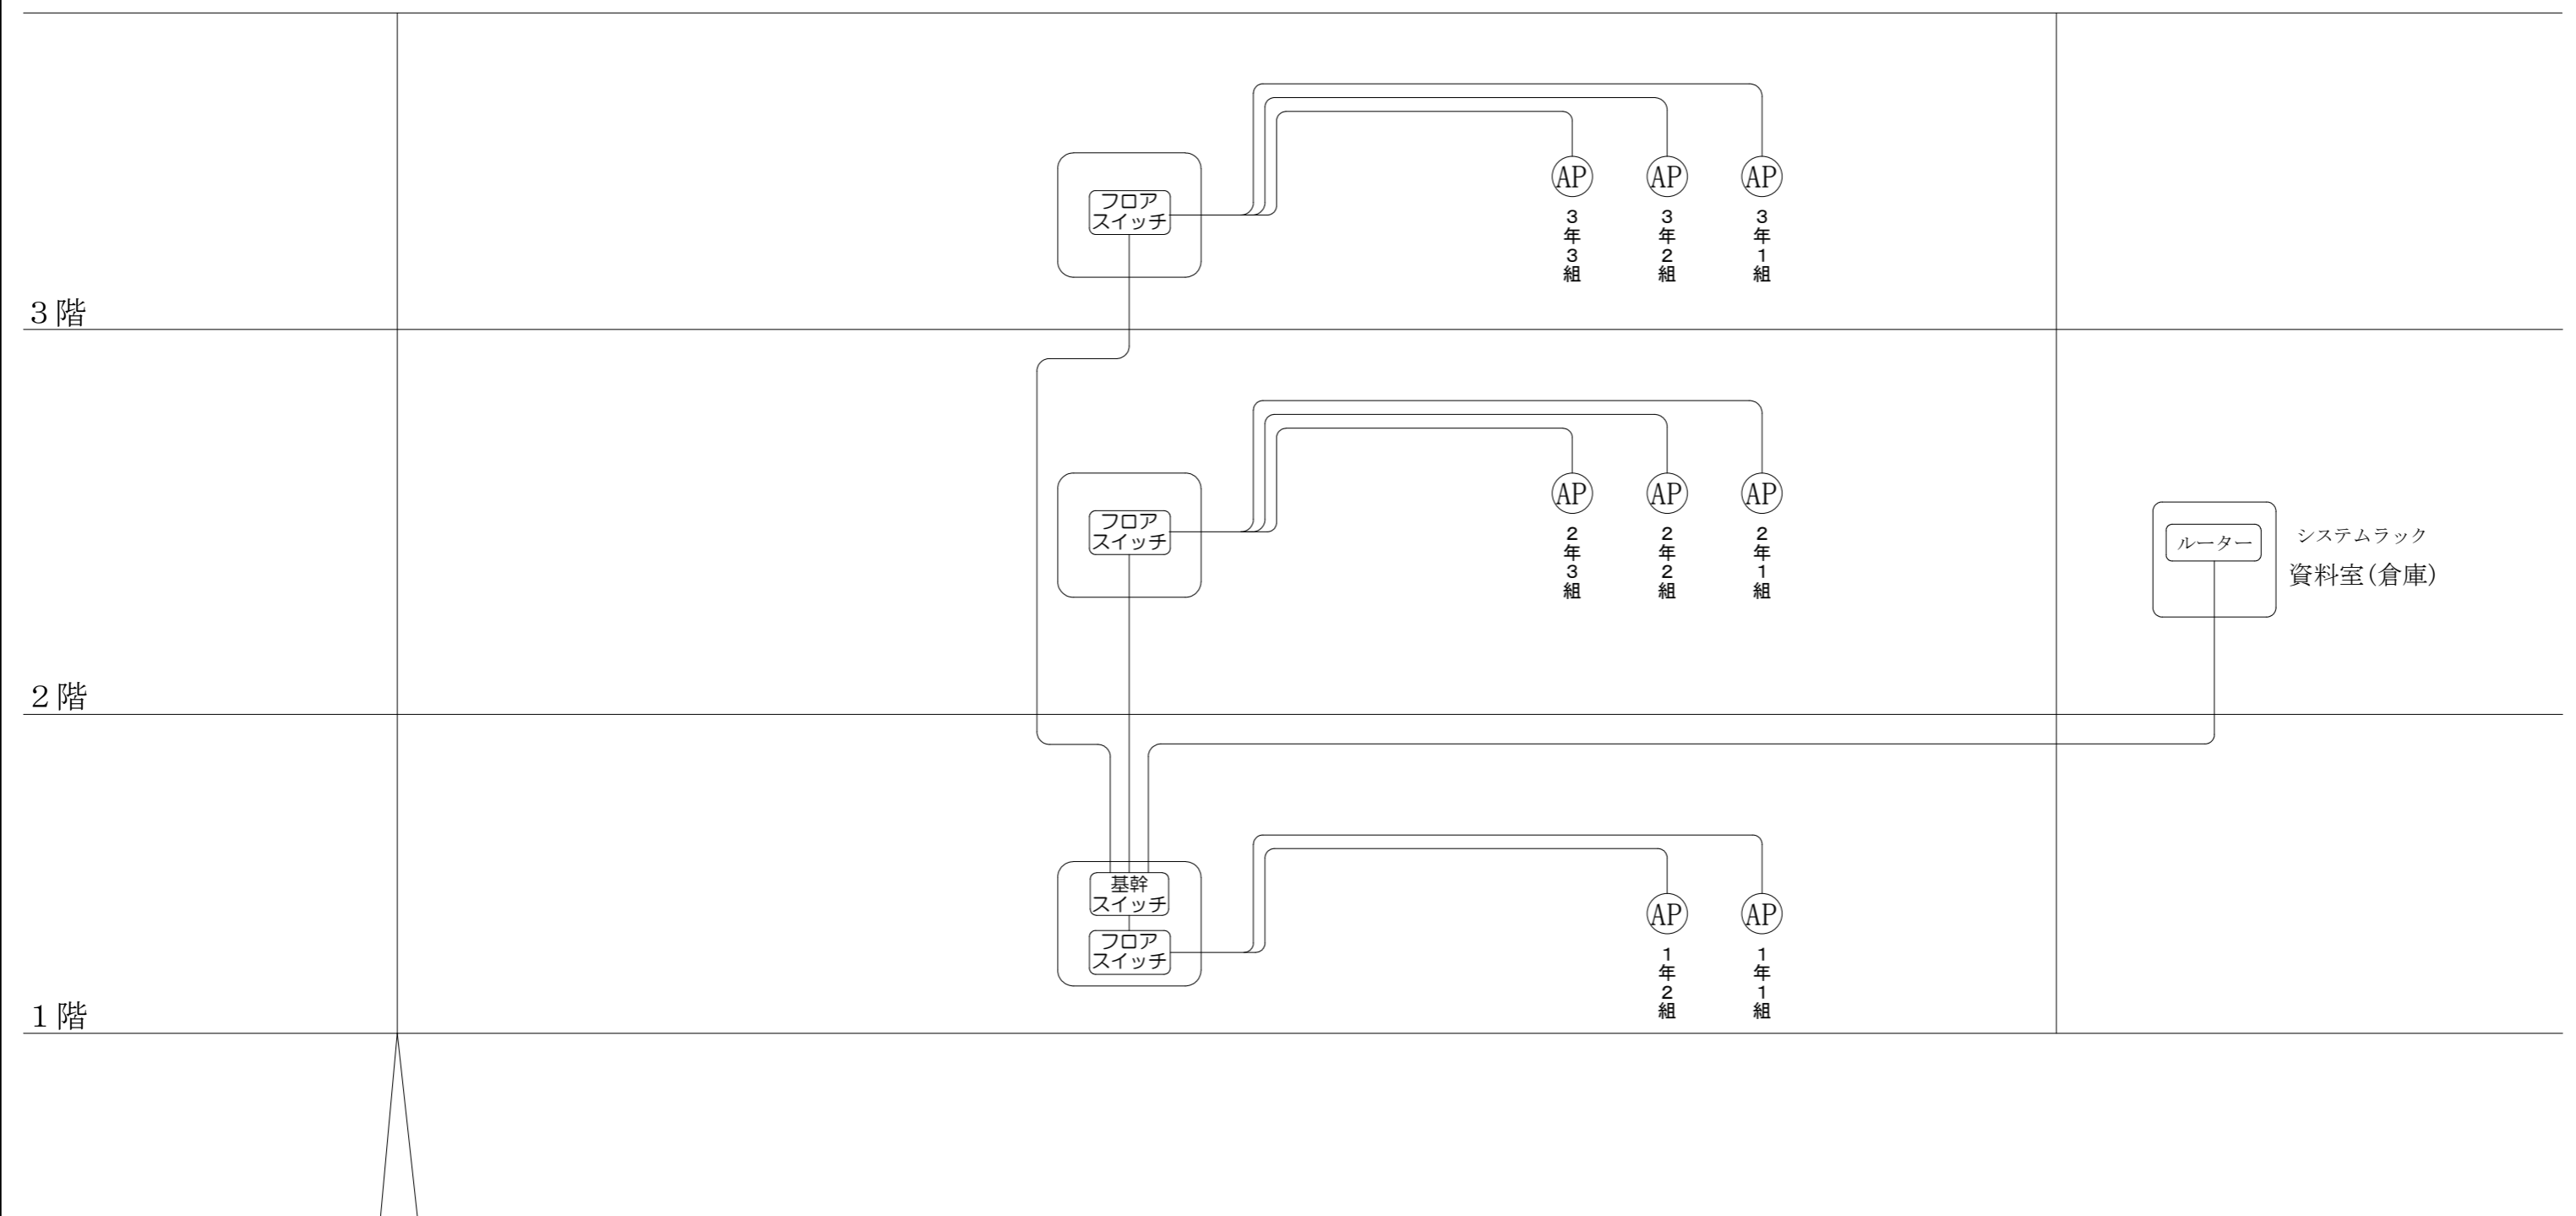 フロア
スイッチ
AP
AP
AP
3年3組
3年2組
3年1組
3階
フロア
スイッチ
AP
AP
AP
2年3組
2年2組
2年1組
ルーター
システムラック
資料室(倉庫)
2階
基幹
スイッチ
フロア
スイッチ
AP
AP
1年2組
1年1組
1階